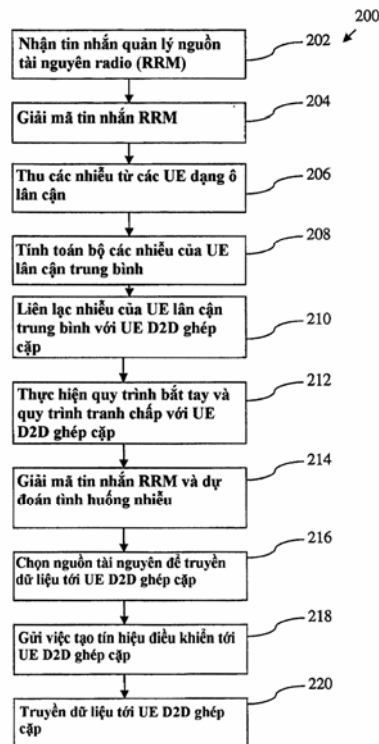 200
Nhận tin nhắn quản lý nguồn
tài nguyên radio (RRM)
202
Giải mã tin nhắn RRM
204
Thu các nhiễu từ các UE dạng ô
lân cận
206
Tính toán bộ các nhiễu của UE
lân cận trung bình
208
Liên lạc nhiễu của UE lân cận
trung bình với UE D2D ghép
cặp
210
Thực hiện quy trình bắt tay và
quy trình tranh chấp với UE
D2D ghép cặp
212
Giải mã tin nhắn RRM và dự
đoán tình huống nhiễu
214
Chọn nguồn tài nguyên để truyền
dữ liệu tới UE D2D ghép cặp
216
Gửi việc tạo tín hiệu điều khiển tới
UE D2D ghép cặp
218
Truyền dữ liệu tới UE D2D ghép
cặp
220